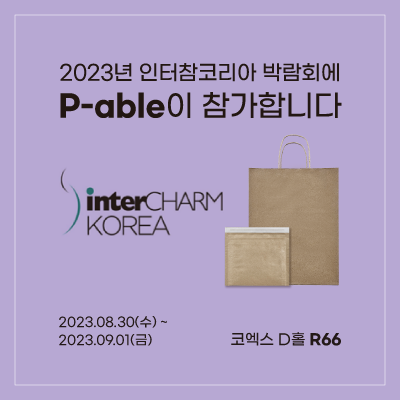 2023년 인터참코리아 박람회에
P-able이 참가합니다
interCHARM
KOREA
2023.08.30(수) ~
2023.09.01(금)
코엑스 D홀 R66